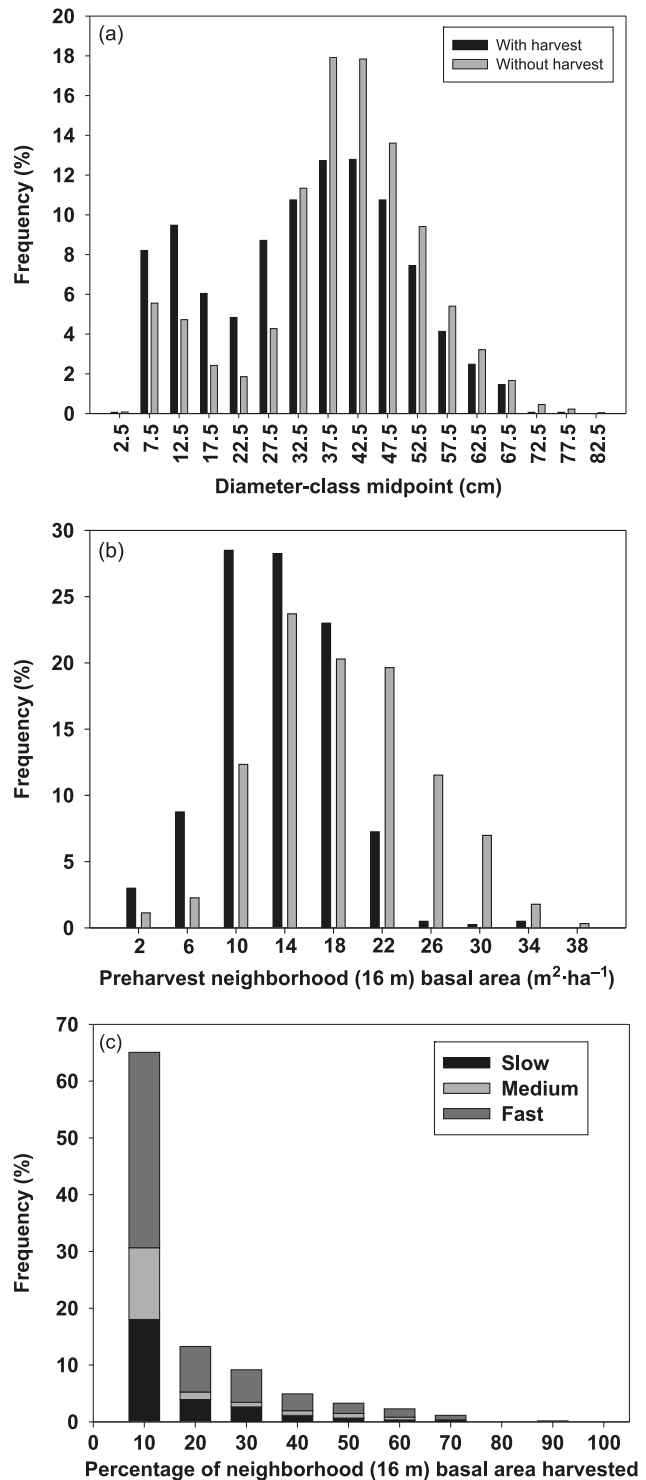 (a)
With harvest
Without harvest
20
18
16
14
12
10
8
6
4
2
0
Frequency (%)
2.5 7.5 12.5 17.5 22.5 27.5 32.5 37.5 42.5 47.5 52.5 57.5 62.5 67.5 72.5 77.5 82.5
Diameter-class midpoint (cm)
(b)
30
25
20
15
10
5
0
Frequency (%)
2 6 10 14 18 22 26 30 34 38
Preharvest neighborhood (16 m) basal area (m²·ha⁻¹)
(c)
Slow
Medium
Fast
70
60
50
40
30
20
10
0
Frequency (%)
0 10 20 30 40 50 60 70 80 90 100
Percentage of neighborhood (16 m) basal area harvested